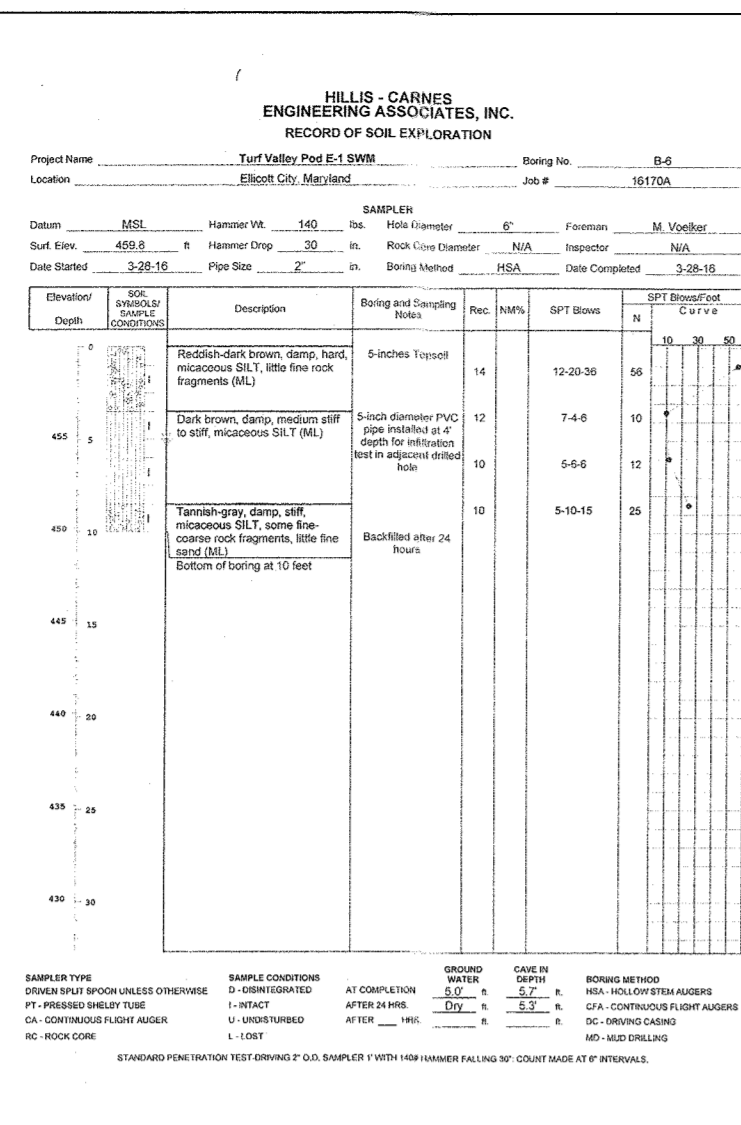 HILLIS - CARNES
ENGINEERING ASSOCIATES, INC.
RECORD OF SOIL EXPLORATION
Project Name Turf Valley Pod E-1 SWM Boring No. B-6
Location Ellicott City, Maryland Job # 16170A
SAMPLER
Datum MSL Hammer Wt. 140 lbs. Hole Diameter 6" Foreman M. Voelker
Surf. Elev. 459.8 ft Hammer Drop 30 in. Rock Core Diameter N/A Inspector N/A
Date Started 3-28-16 Pipe Size 2" in. Boring Method HSA Date Completed 3-28-16
Elevation/ Depth
SOIL SYMBOLS/ SAMPLE CONDITIONS
Description
Boring and Sampling Notes
Rec.
NM%
SPT Blows
SPT Blows/Foot
N
Curve
10 30 50
0
Reddish-dark brown, damp, hard,
micaceous SILT, little fine rock
fragments (ML)
5-inches Topsoil
14 12-20-36 56
Dark brown, damp, medium stiff
to stiff, micaceous SILT (ML)
5-inch diameter PVC
pipe installed at 4'
depth for infiltration
test in adjacent drilled
hole
12 7-4-6 10
455 5
10 5-6-6 12
Tannish-gray, damp, stiff,
micaceous SILT, some fine-
coarse rock fragments, little fine
sand (ML)
10 5-10-15 25
450 10
Backfilled after 24
hours
Bottom of boring at 10 feet
445 15
440 20
435 25
430 30
SAMPLER TYPE
DRIVEN SPLIT SPOON UNLESS OTHERWISE
PT - PRESSED SHELBY TUBE
CA - CONTINUOUS FLIGHT AUGER
RC - ROCK CORE
SAMPLE CONDITIONS
D - DISINTEGRATED
I - INTACT
U - UNDISTURBED
L - LOST
GROUND WATER CAVE IN DEPTH
AT COMPLETION 5.0' ft. 5.7' ft.
AFTER 24 HRS. Dry ft. 5.3' ft.
AFTER ____ HRS. ft. ft.
BORING METHOD
HSA - HOLLOW STEM AUGERS
CFA - CONTINUOUS FLIGHT AUGERS
DC - DRIVING CASING
MD - MUD DRILLING
STANDARD PENETRATION TEST-DRIVING 2" O.D. SAMPLER 1' WITH 140# HAMMER FALLING 30": COUNT MADE AT 6" INTERVALS.